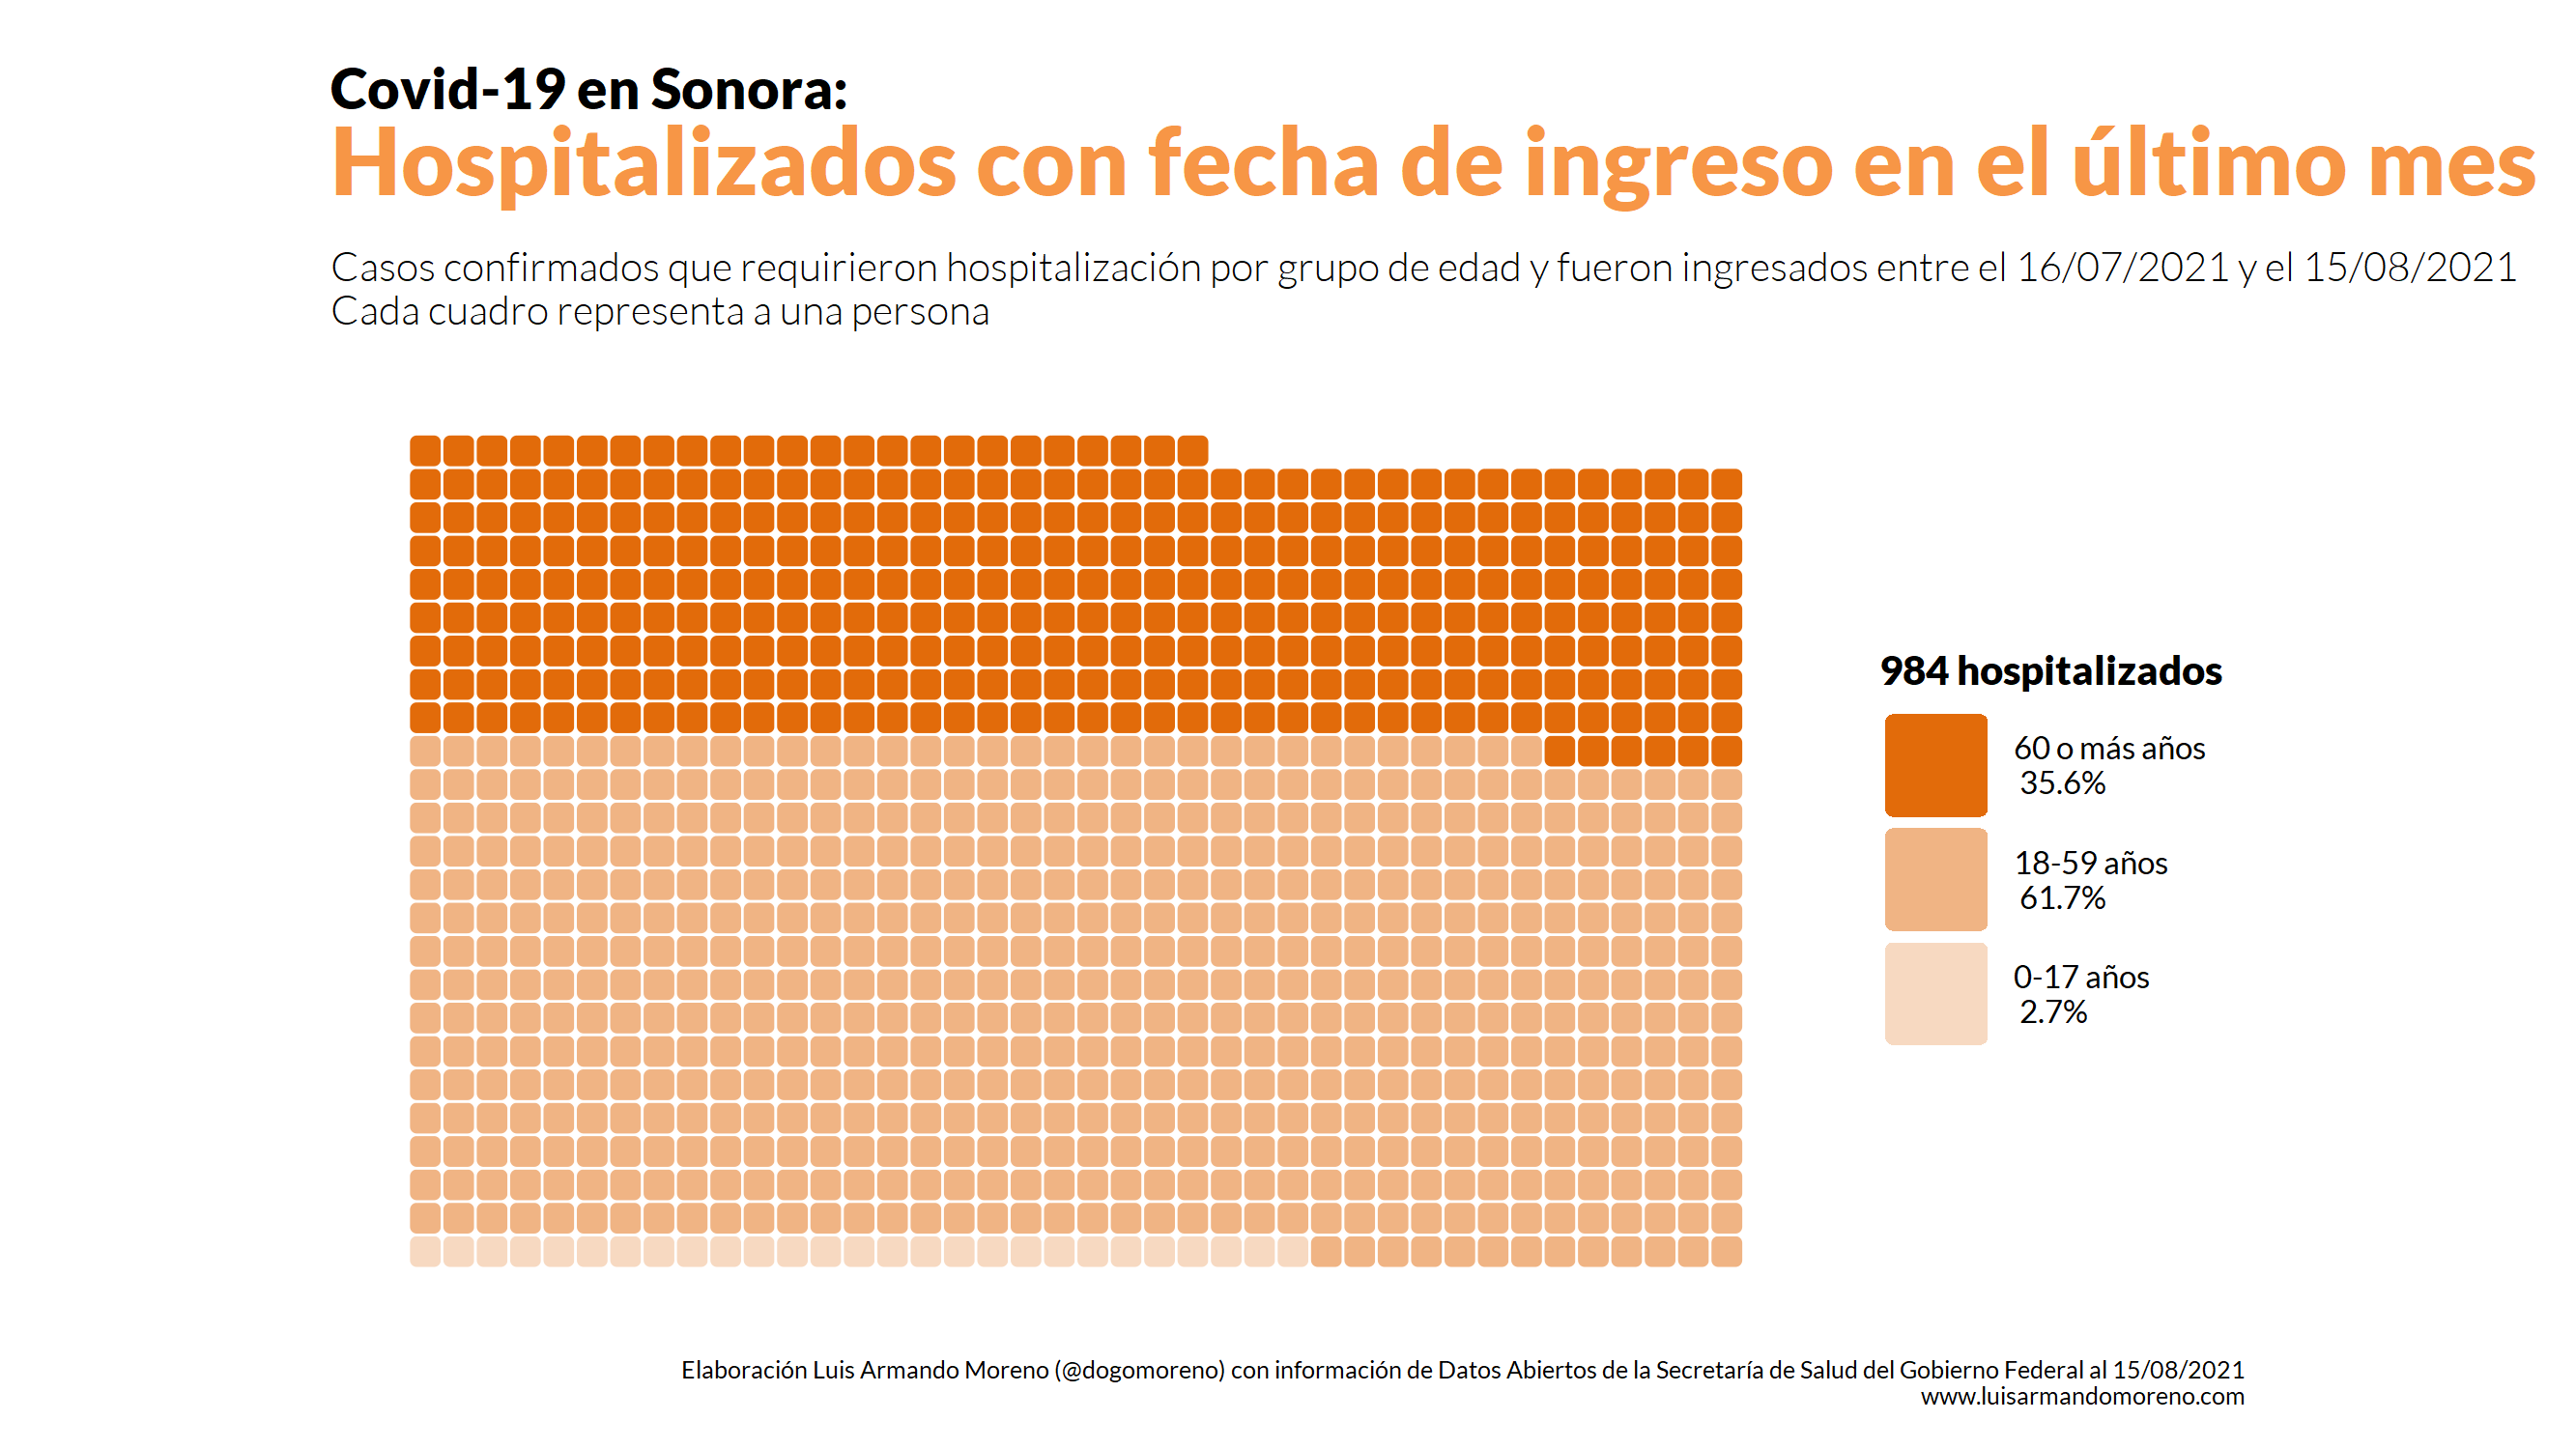 Covid-19 en Sonora:
Hospitalizados con fecha de ingreso en el último mes
Casos confirmados que requirieron hospitalización por grupo de edad y fueron ingresados entre el 16/07/2021 y el 15/08/2021
Cada cuadro representa a una persona
984 hospitalizados
60 o más años
35.6%
18-59 años
61.7%
0-17 años
2.7%
Elaboración Luis Armando Moreno (@dogomoreno) con información de Datos Abiertos de la Secretaría de Salud del Gobierno Federal al 15/08/2021
www.luisarmandomoreno.com